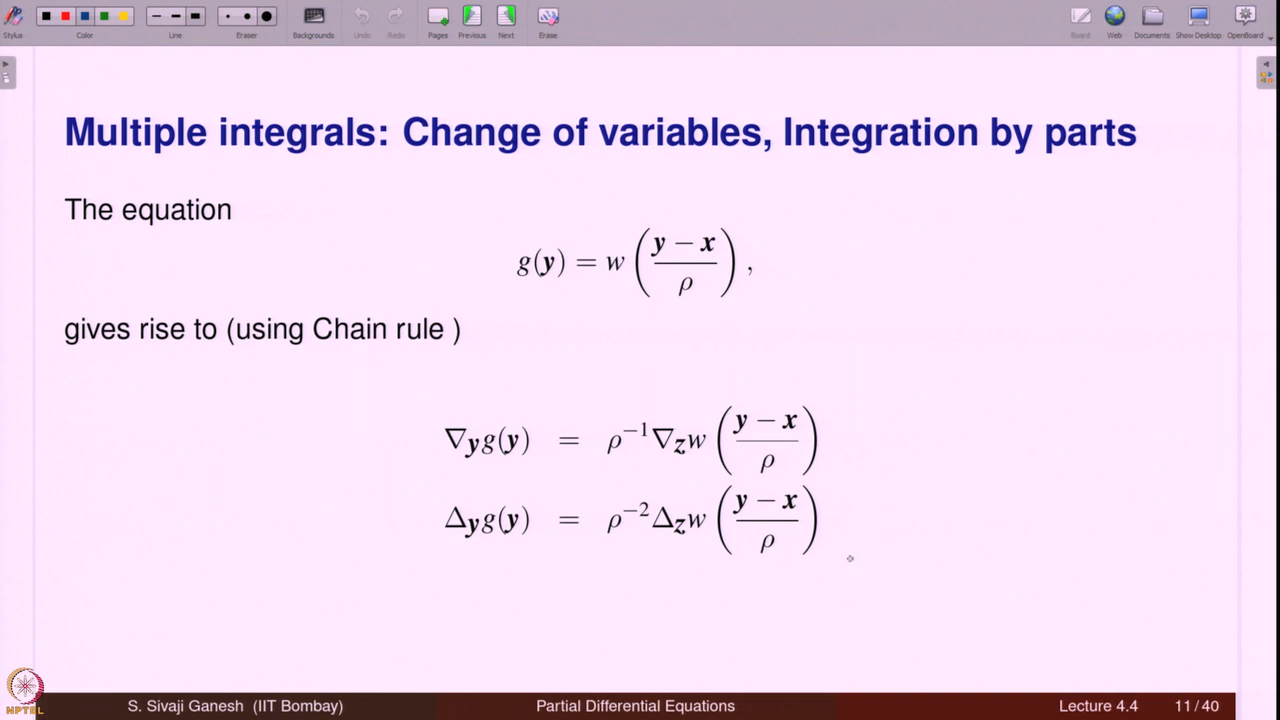 Stylus Color Line Eraser Backgrounds Undo Redo Pages Previous Next Erase Board Web Documents Show Desktop OpenBoard
Multiple integrals: Change of variables, Integration by parts
The equation
g(y) = w ( (y − x) / ρ ) ,
gives rise to (using Chain rule )
∇_y g(y) = ρ⁻¹ ∇_z w ( (y − x) / ρ )
Δ_y g(y) = ρ⁻² Δ_z w ( (y − x) / ρ )
NPTEL
S. Sivaji Ganesh (IIT Bombay) Partial Differential Equations Lecture 4.4 11 / 40